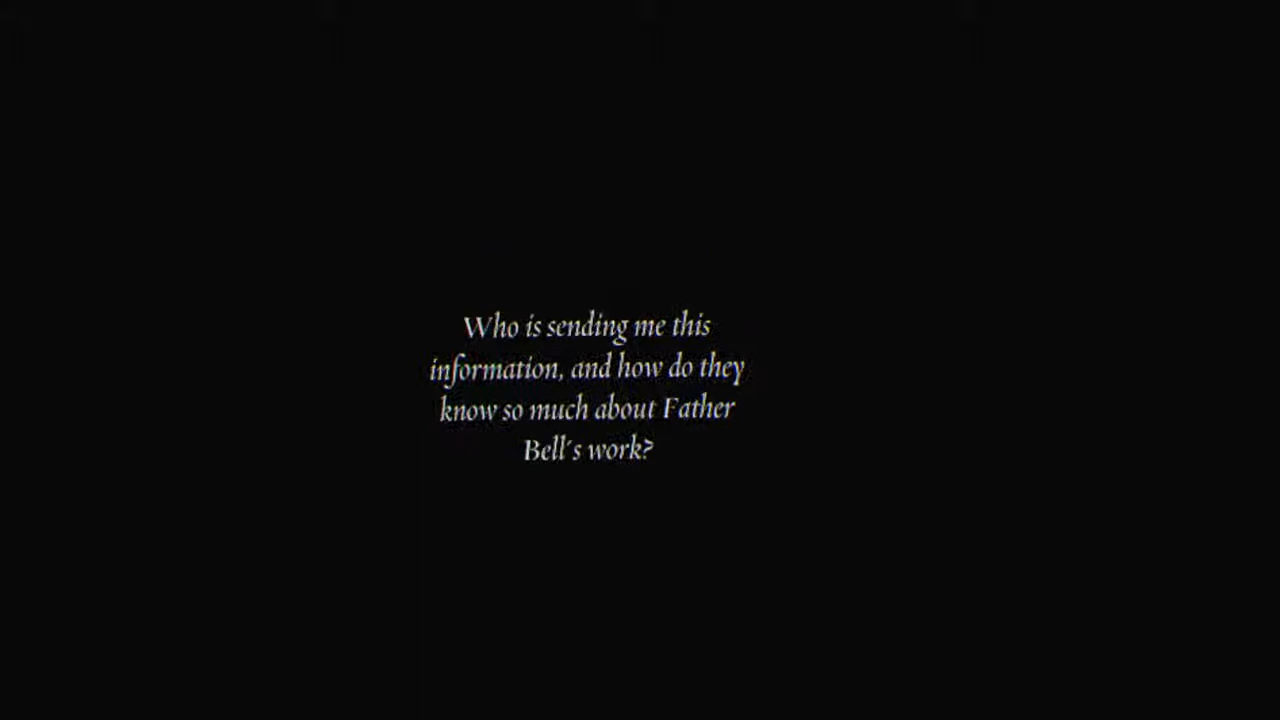 Who is sending me this
information, and how do they
know so much about Father
Bell´s work?